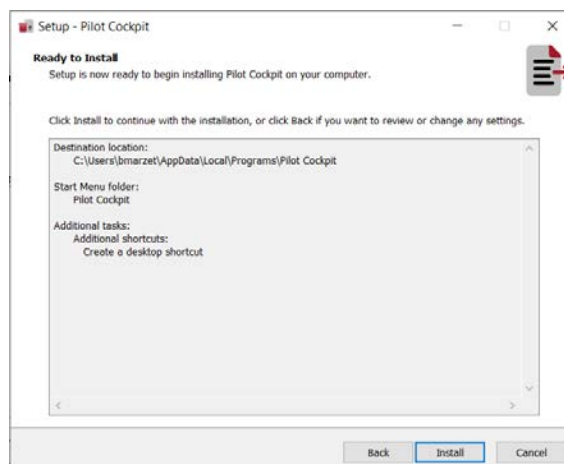 Setup - Pilot Cockpit
Ready to Install
Setup is now ready to begin installing Pilot Cockpit on your computer.
Click Install to continue with the installation, or click Back if you want to review or change any settings.
Destination location:
C:\Users\bmarzet\AppData\Local\Programs\Pilot Cockpit
Start Menu folder:
Pilot Cockpit
Additional tasks:
Additional shortcuts:
Create a desktop shortcut
Back Install Cancel